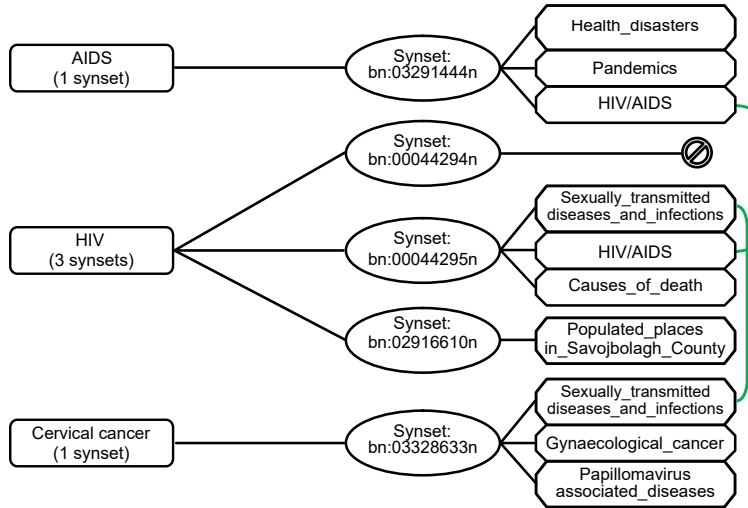 AIDS
(1 synset)
Synset:
bn:03291444n
Health_disasters
Pandemics
HIV/AIDS
HIV
(3 synsets)
Synset:
bn:00044294n
Synset:
bn:00044295n
Sexually_transmitted
diseases_and_infections
HIV/AIDS
Causes_of_death
Synset:
bn:02916610n
Populated_places
in_Savojbolagh_County
Cervical cancer
(1 synset)
Synset:
bn:03328633n
Sexually_transmitted
diseases_and_infections
Gynaecological_cancer
Papillomavirus
associated_diseases